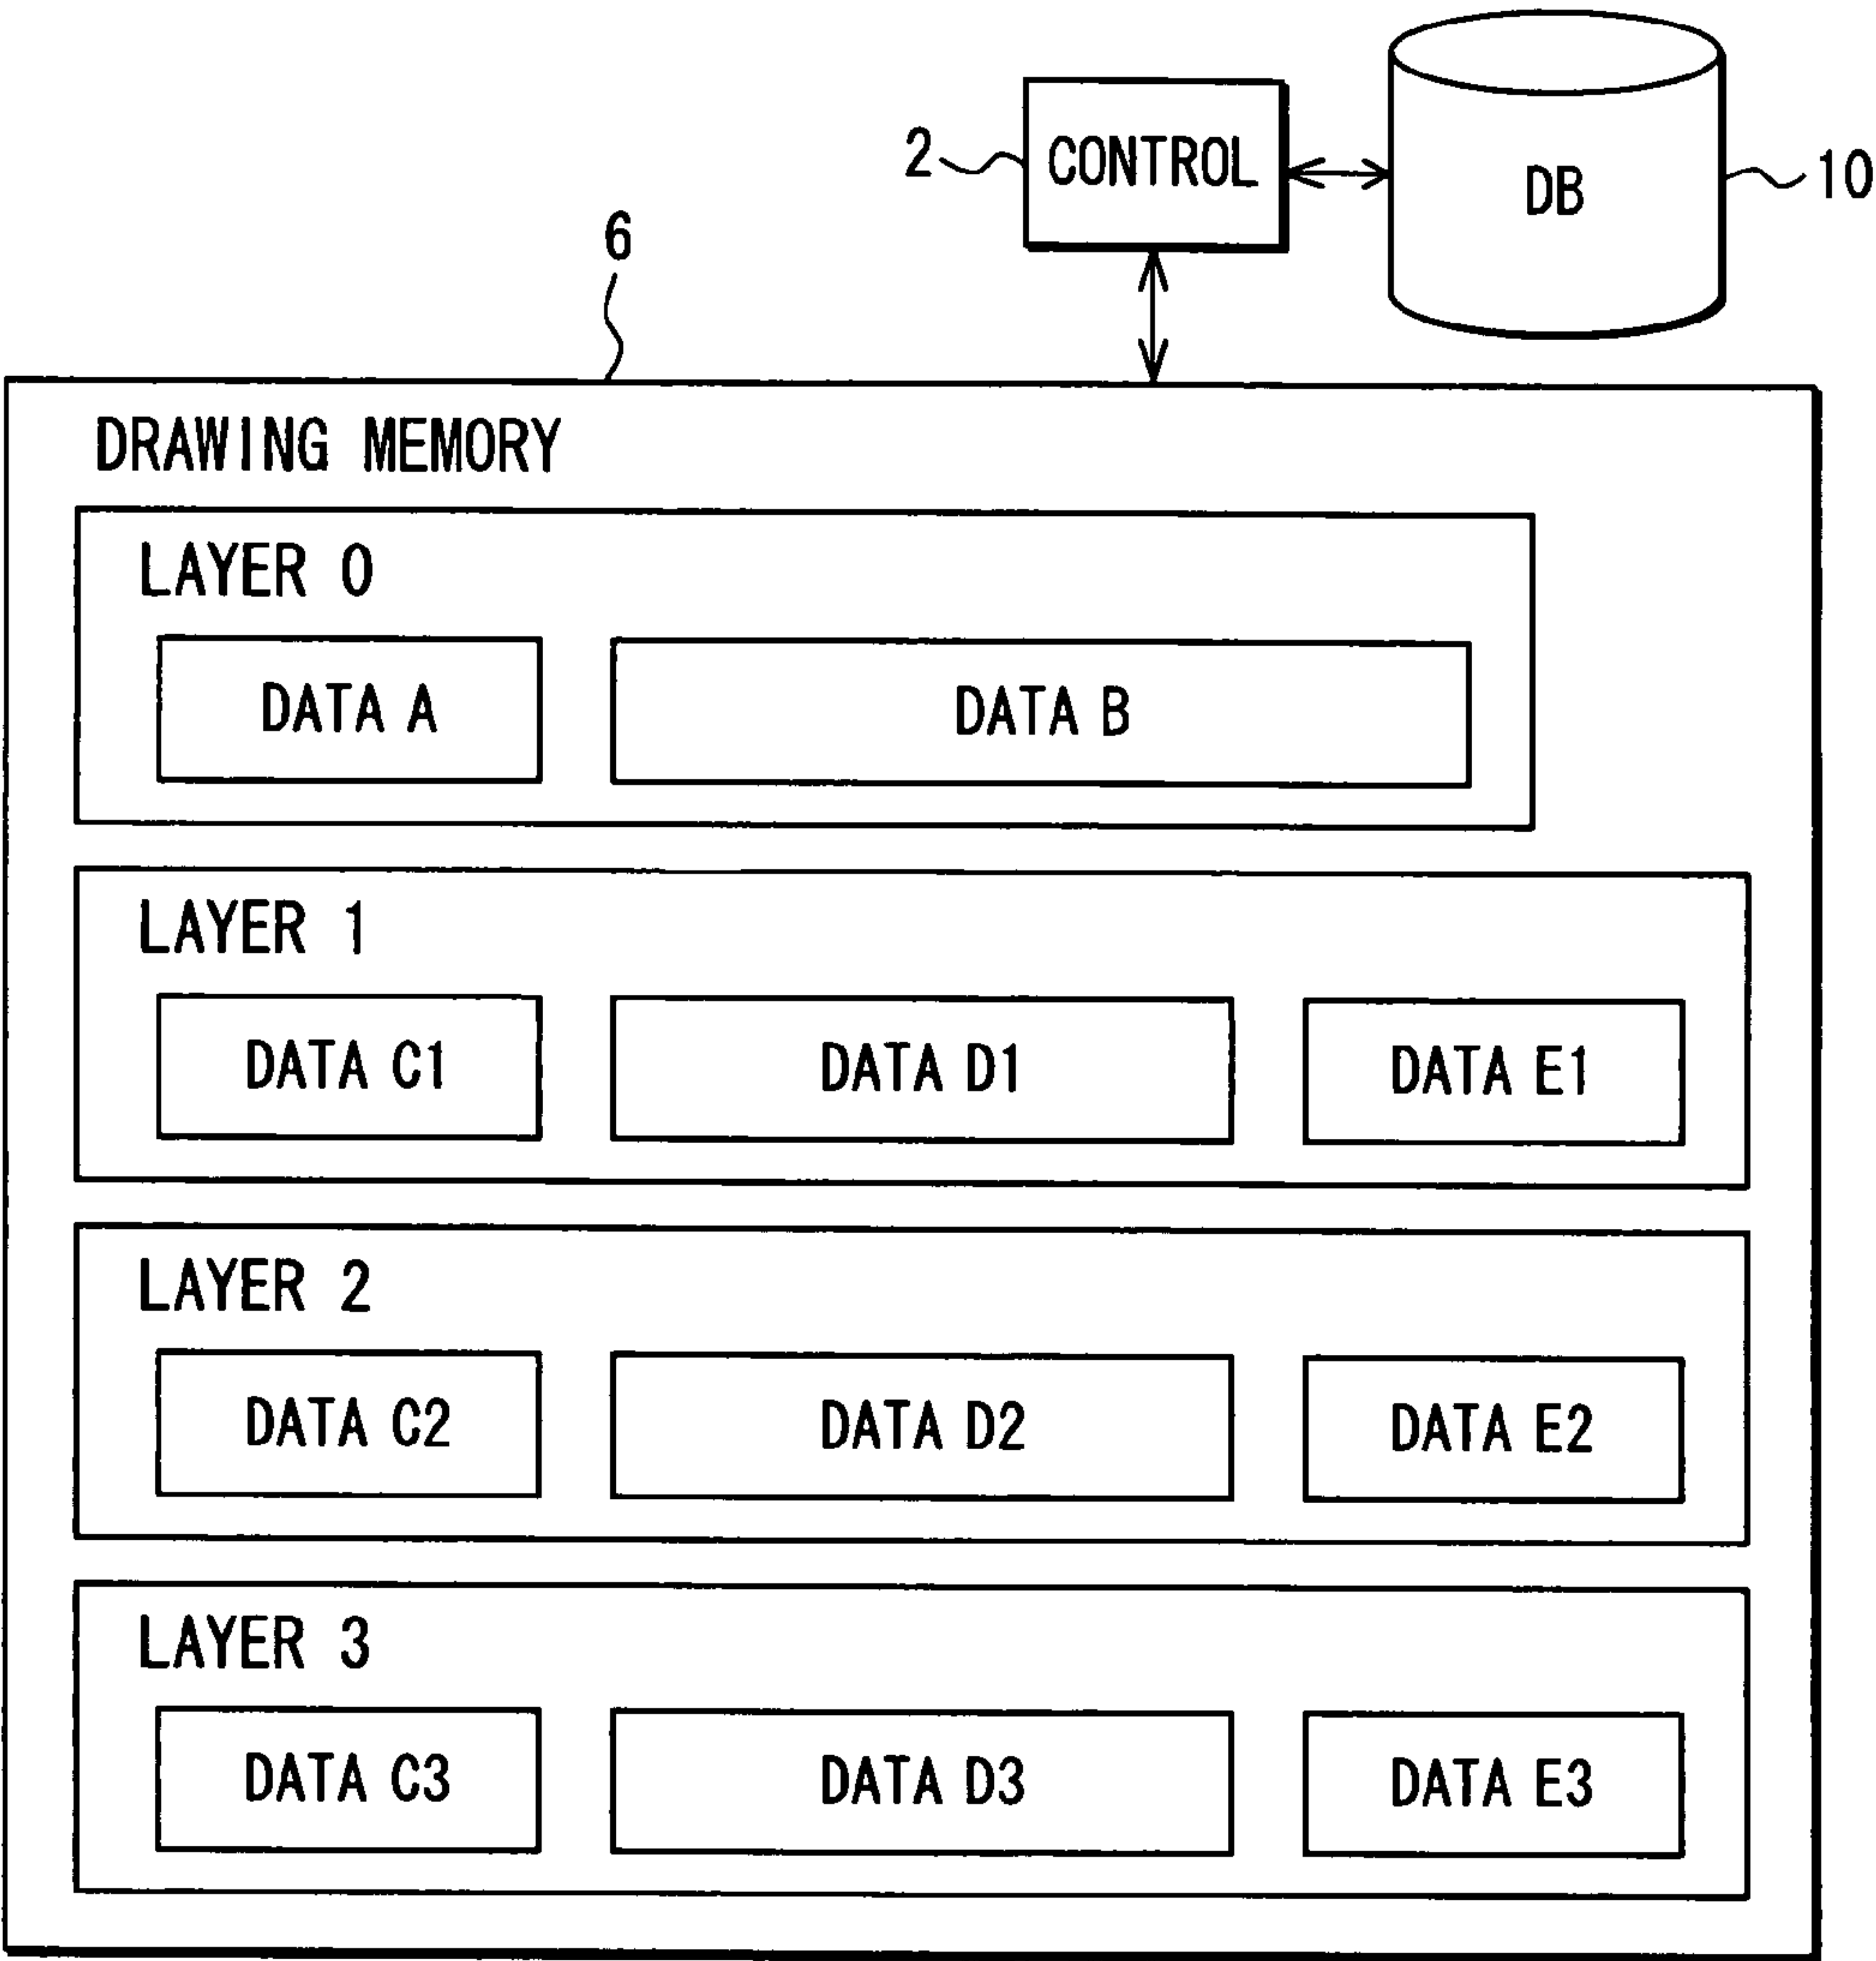 2 CONTROL DB 10
6
DRAWING MEMORY
LAYER 0
DATA A DATA B
LAYER 1
DATA C1 DATA D1 DATA E1
LAYER 2
DATA C2 DATA D2 DATA E2
LAYER 3
DATA C3 DATA D3 DATA E3